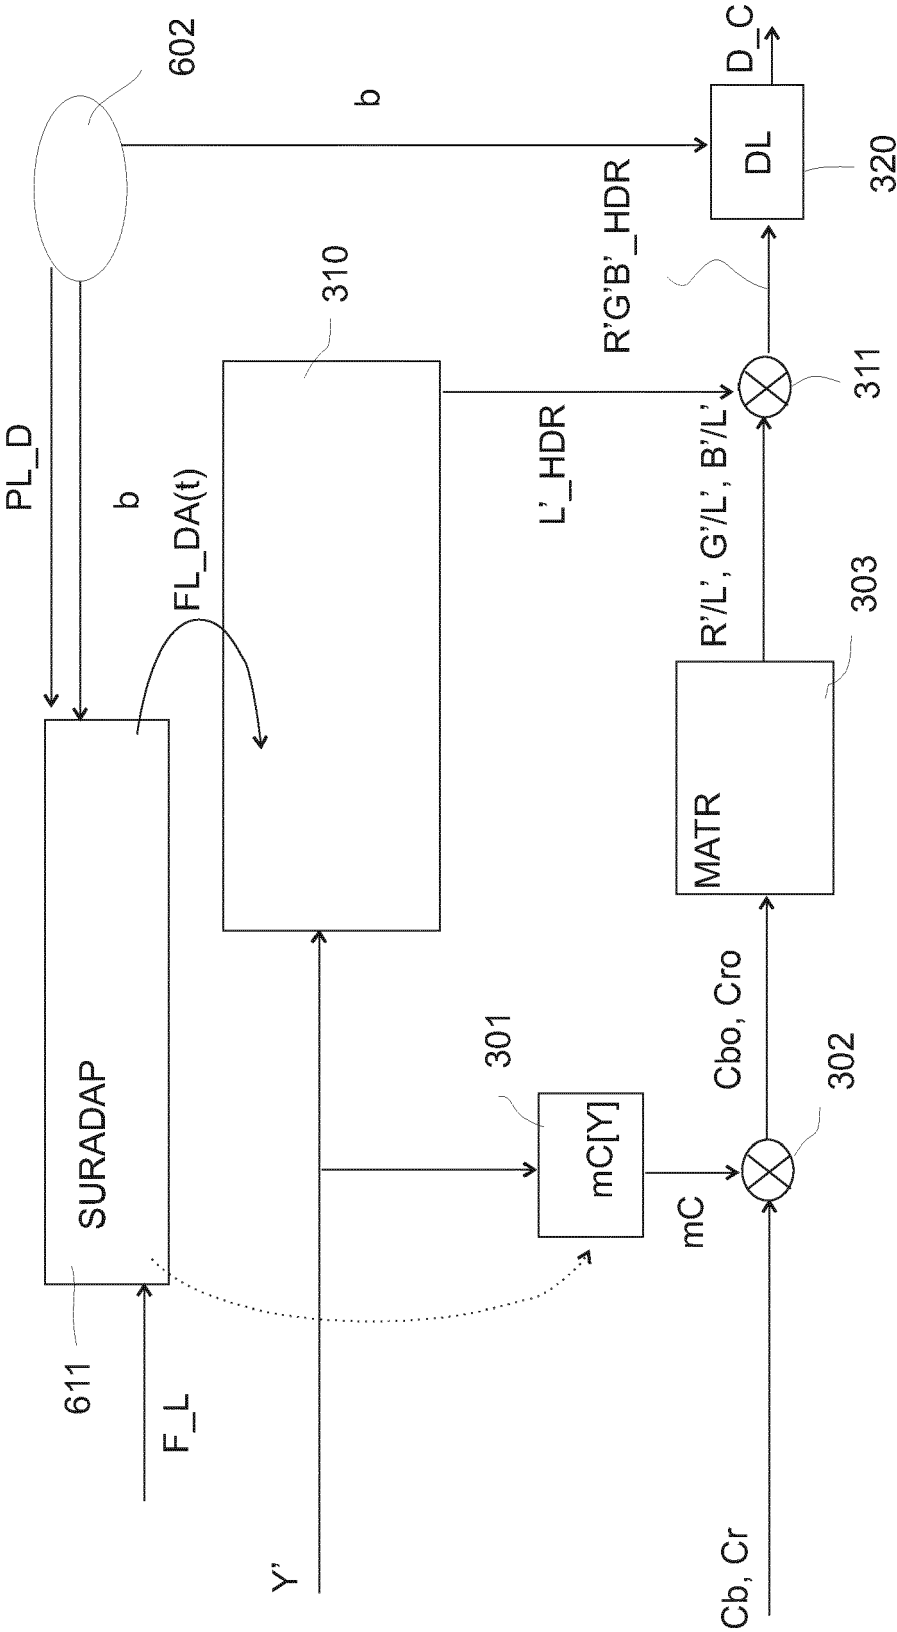 602
PL_D
b
b
FL_DA(t)
310
SURADAP
611
F_L
Y'
L'_HDR
R'G'B'_HDR
DL
D_C
320
311
R'/L', G'/L', B'/L'
303
MATR
301
mC[Y]
mC
Cbo, Cro
302
Cb, Cr